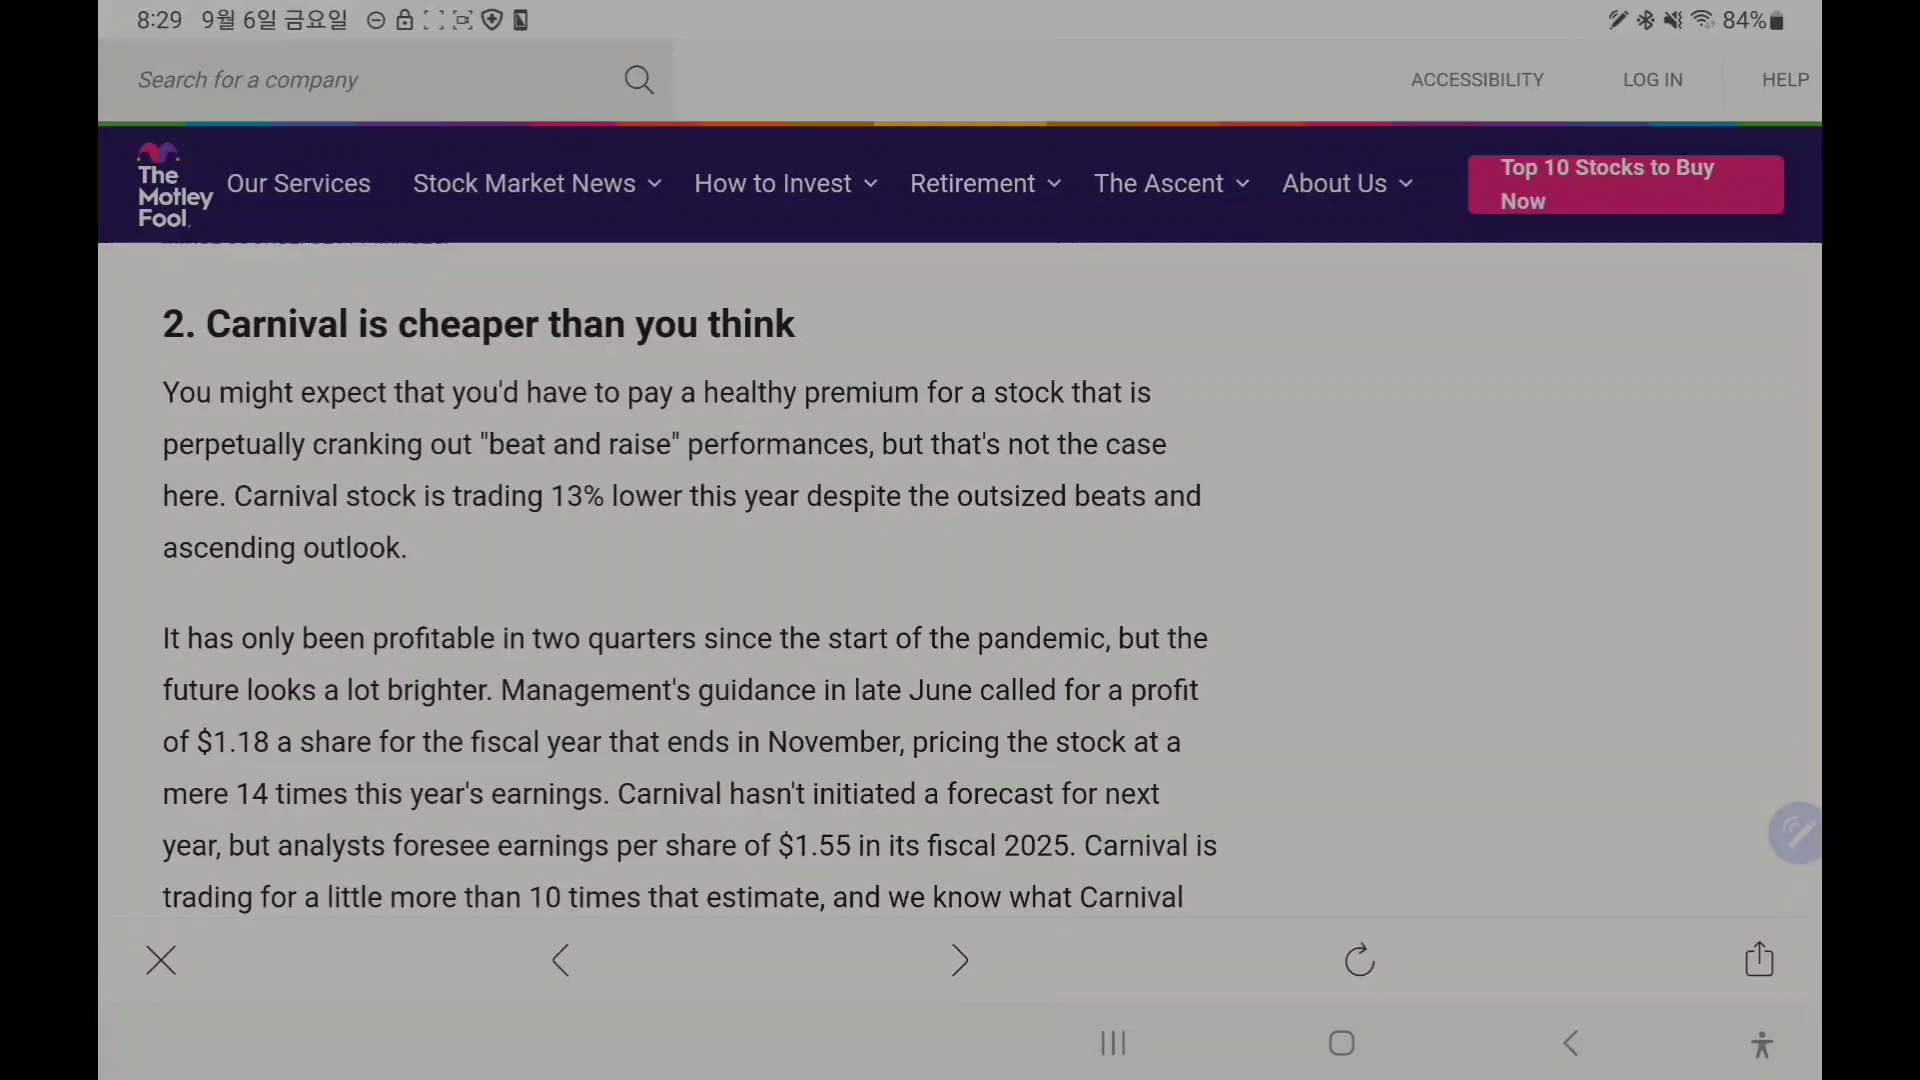 8:29 9월 6일 금요일
84%
Search for a company
ACCESSIBILITY
LOG IN
HELP
The
Motley
Fool.
Our Services
Stock Market News
How to Invest
Retirement
The Ascent
About Us
Top 10 Stocks to Buy
Now
2. Carnival is cheaper than you think
You might expect that you'd have to pay a healthy premium for a stock that is
perpetually cranking out "beat and raise" performances, but that's not the case
here. Carnival stock is trading 13% lower this year despite the outsized beats and
ascending outlook.
It has only been profitable in two quarters since the start of the pandemic, but the
future looks a lot brighter. Management's guidance in late June called for a profit
of $1.18 a share for the fiscal year that ends in November, pricing the stock at a
mere 14 times this year's earnings. Carnival hasn't initiated a forecast for next
year, but analysts foresee earnings per share of $1.55 in its fiscal 2025. Carnival is
trading for a little more than 10 times that estimate, and we know what Carnival